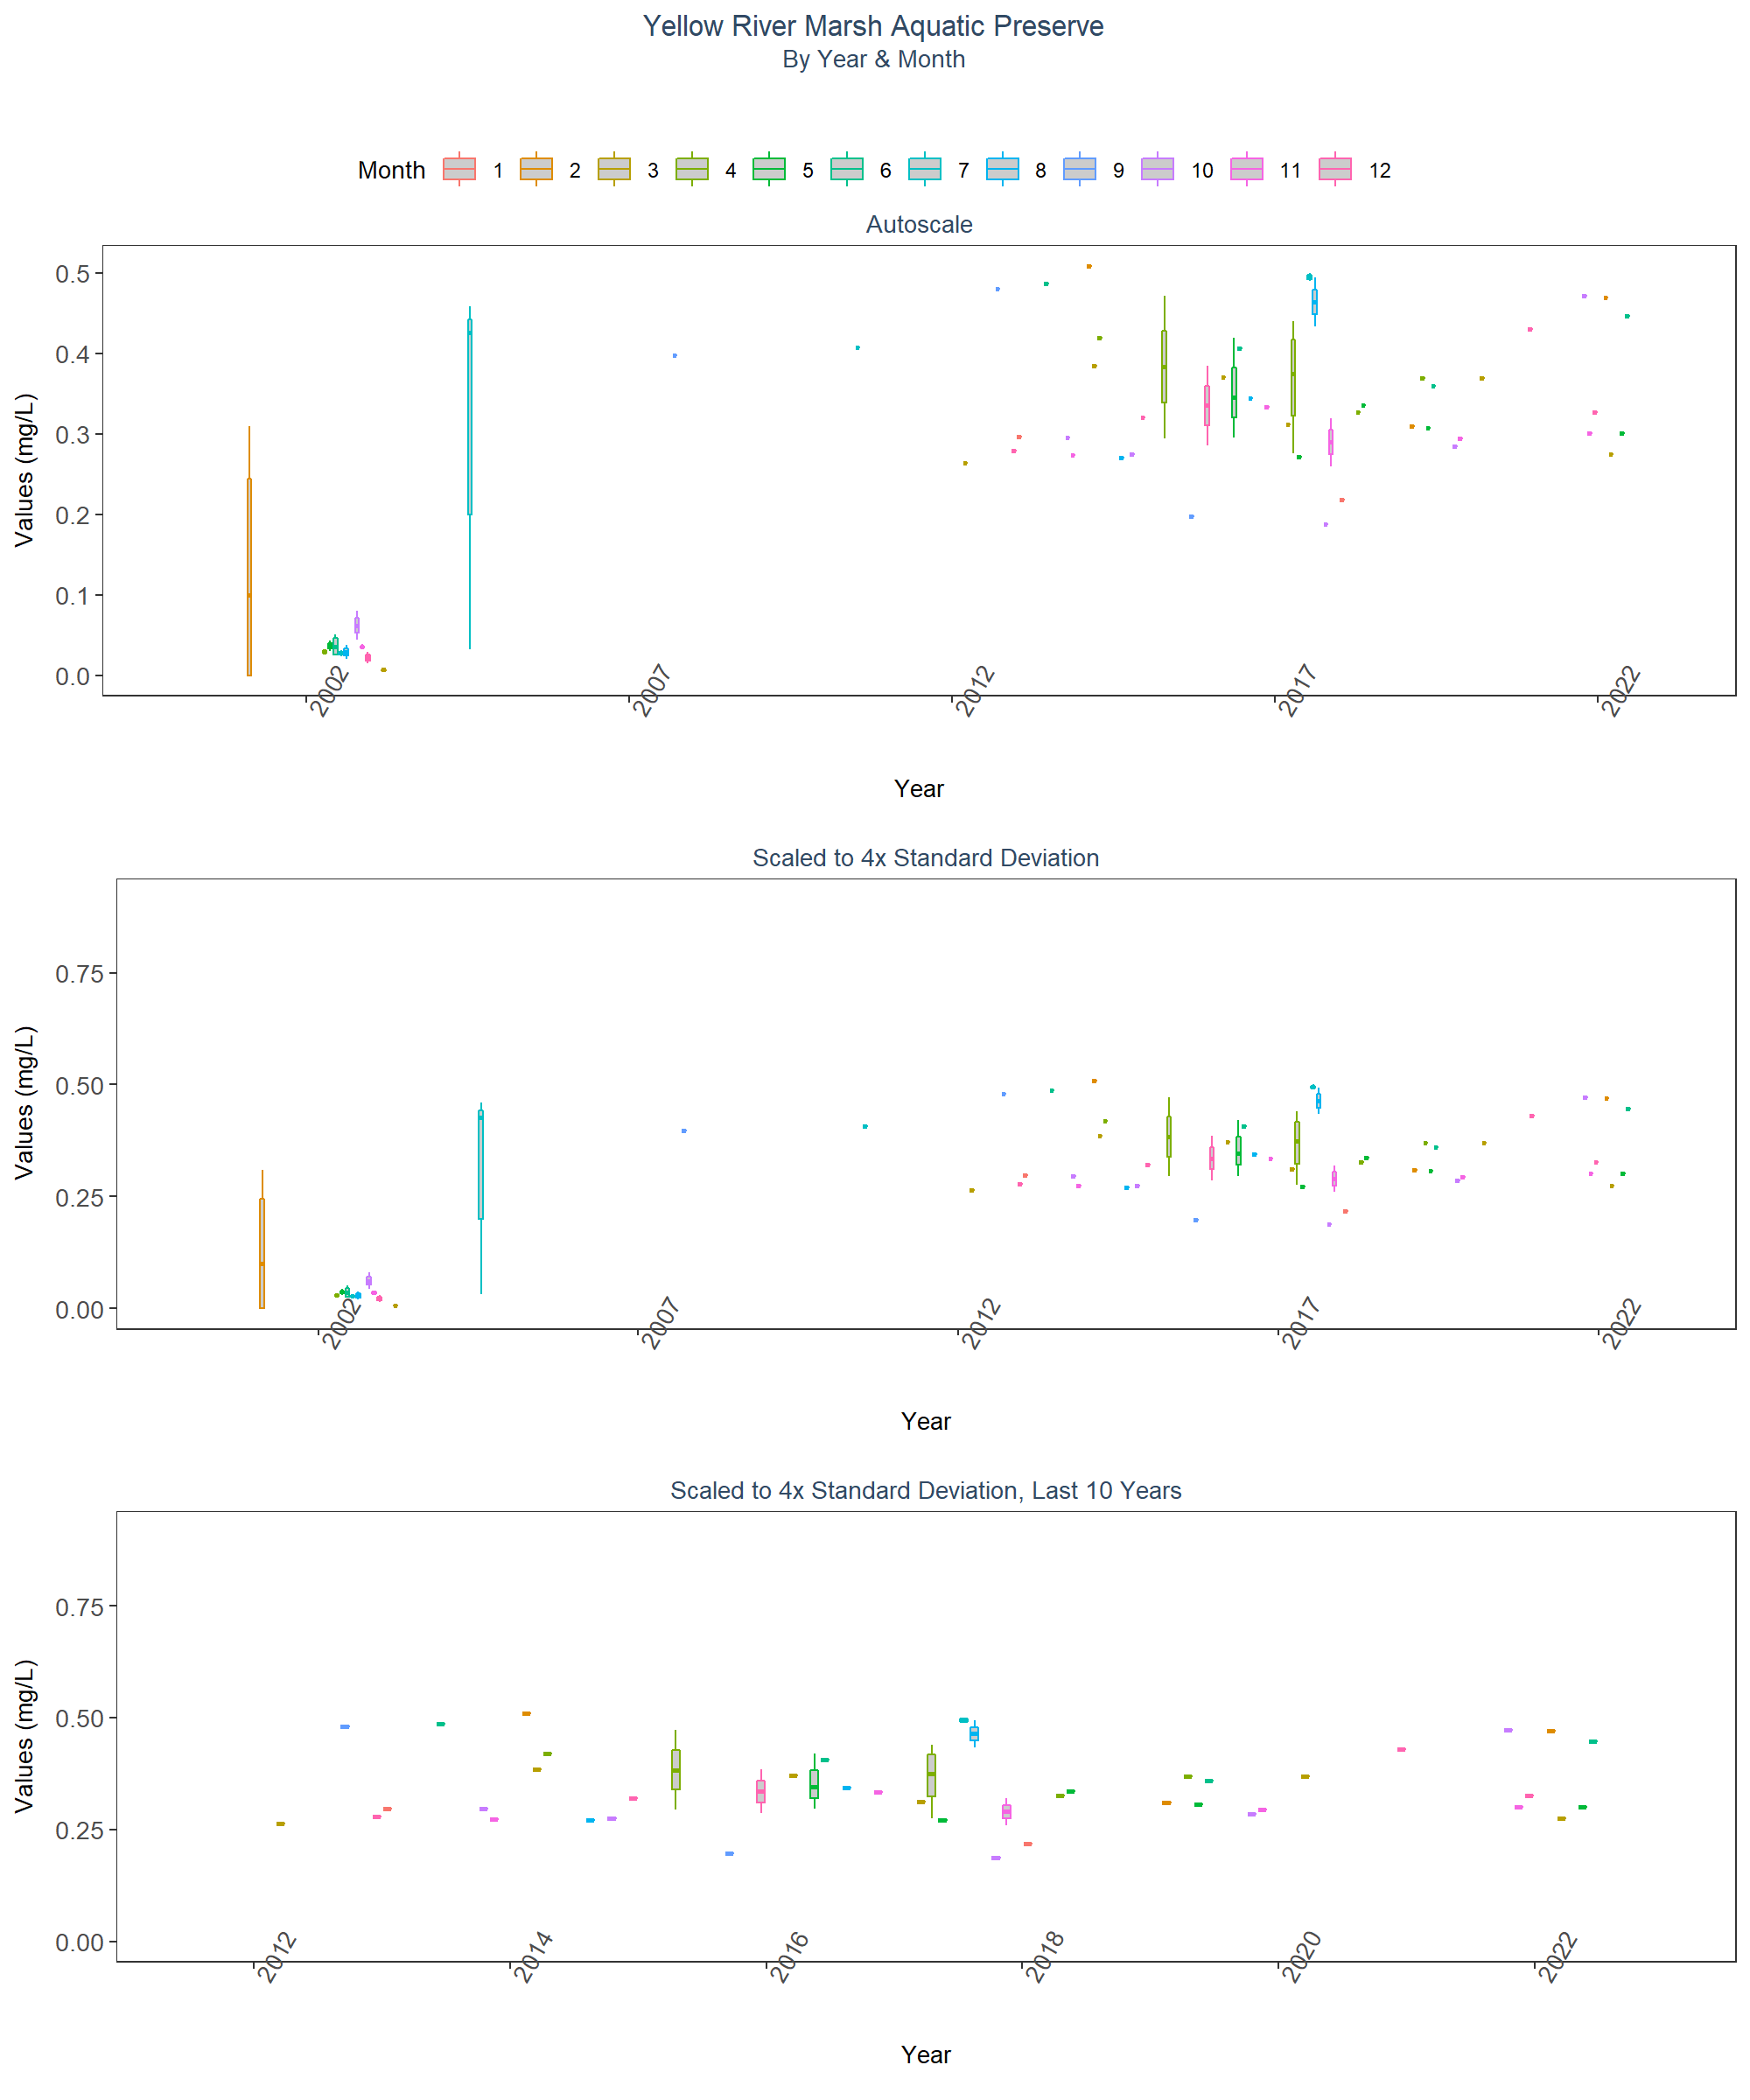 Yellow River Marsh Aquatic Preserve
By Year & Month
Month 1 2 3 4 5 6 7 8 9 10 11 12
Autoscale
Values (mg/L)
0.5
0.4
0.3
0.2
0.1
0.0
2002 2007 2012 2017 2022
Year
Scaled to 4x Standard Deviation
Values (mg/L)
0.75
0.50
0.25
0.00
2002 2007 2012 2017 2022
Year
Scaled to 4x Standard Deviation, Last 10 Years
Values (mg/L)
0.75
0.50
0.25
0.00
2012 2014 2016 2018 2020 2022
Year